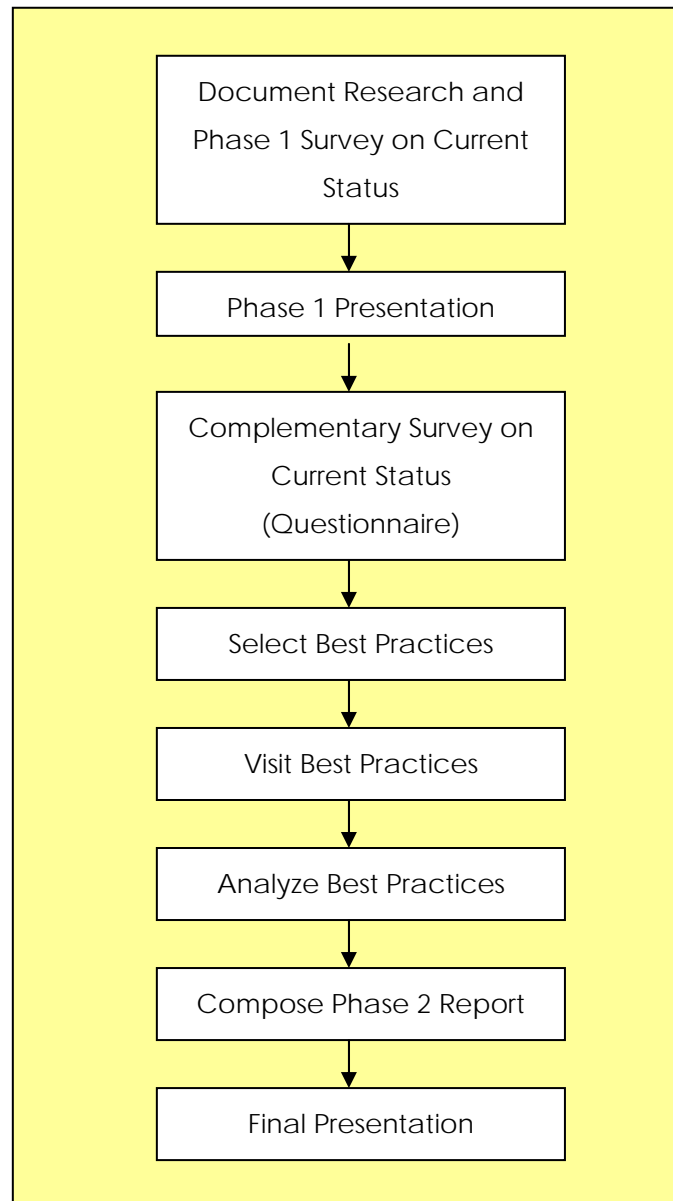 Document Research and
Phase 1 Survey on Current
Status
Phase 1 Presentation
Complementary Survey on
Current Status
(Questionnaire)
Select Best Practices
Visit Best Practices
Analyze Best Practices
Compose Phase 2 Report
Final Presentation